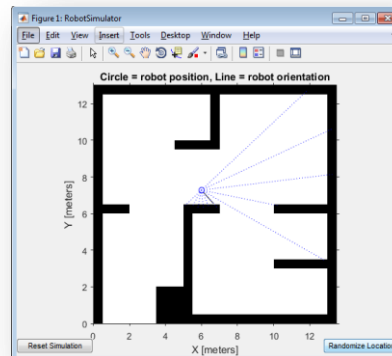 Figure 1: RobotSimulator
File Edit View Insert Tools Desktop Window Help
Circle = robot position, Line = robot orientation
12
10
8
6
4
2
0
Y [meters]
0 2 4 6 8 10 12
X [meters]
Reset Simulation
Randomize Location